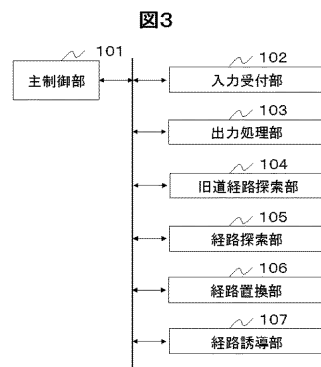 図3
101
主制御部
102
入力受付部
103
出力処理部
104
旧道経路探索部
105
経路探索部
106
経路置換部
107
経路誘導部